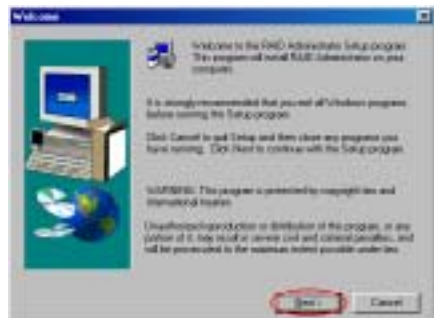 Welcome
Welcome to the RAID Administrator Setup program.
This program will install RAID Administrator on your
computer.
It is strongly recommended that you exit all Windows programs
before running this Setup program.
Click Cancel to quit Setup and then close any programs you
have running. Click Next to continue with the Setup program.
WARNING: This program is protected by copyright law and
international treaties.
Unauthorized reproduction or distribution of this program, or any
portion of it, may result in severe civil and criminal penalties, and
will be prosecuted to the maximum extent possible under law.
Next >
Cancel